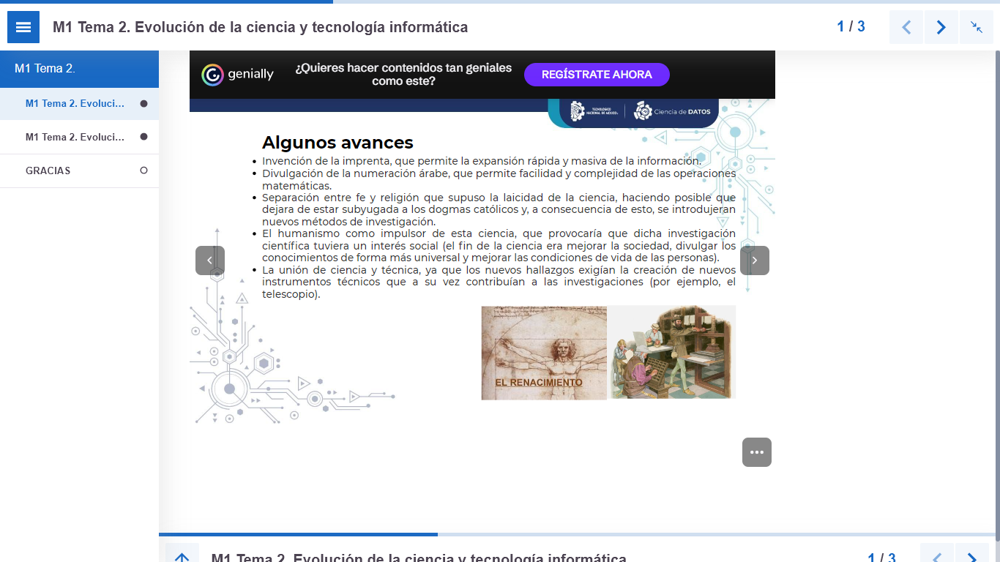 M1 Tema 2. Evolución de la ciencia y tecnología informática
1 / 3
M1 Tema 2.
M1 Tema 2. Evoluci...
M1 Tema 2. Evoluci...
GRACIAS
genially
¿Quieres hacer contenidos tan geniales
como este?
REGÍSTRATE AHORA
TECNOLÓGICO
NACIONAL DE MÉXICO
Ciencia de DATOS
Algunos avances
• Invención de la imprenta, que permite la expansión rápida y masiva de la información.
• Divulgación de la numeración árabe, que permite facilidad y complejidad de las operaciones
matemáticas.
• Separación entre fe y religión que supuso la laicidad de la ciencia, haciendo posible que
dejara de estar subyugada a los dogmas católicos y, a consecuencia de esto, se introdujeran
nuevos métodos de investigación.
• El humanismo como impulsor de esta ciencia, que provocaría que dicha investigación
científica tuviera un interés social (el fin de la ciencia era mejorar la sociedad, divulgar los
conocimientos de forma más universal y mejorar las condiciones de vida de las personas).
• La unión de ciencia y técnica, ya que los nuevos hallazgos exigían la creación de nuevos
instrumentos técnicos que a su vez contribuían a las investigaciones (por ejemplo, el
telescopio).
EL RENACIMIENTO
M1 Tema 2. Evolución de la ciencia y tecnología informática
1 / 3